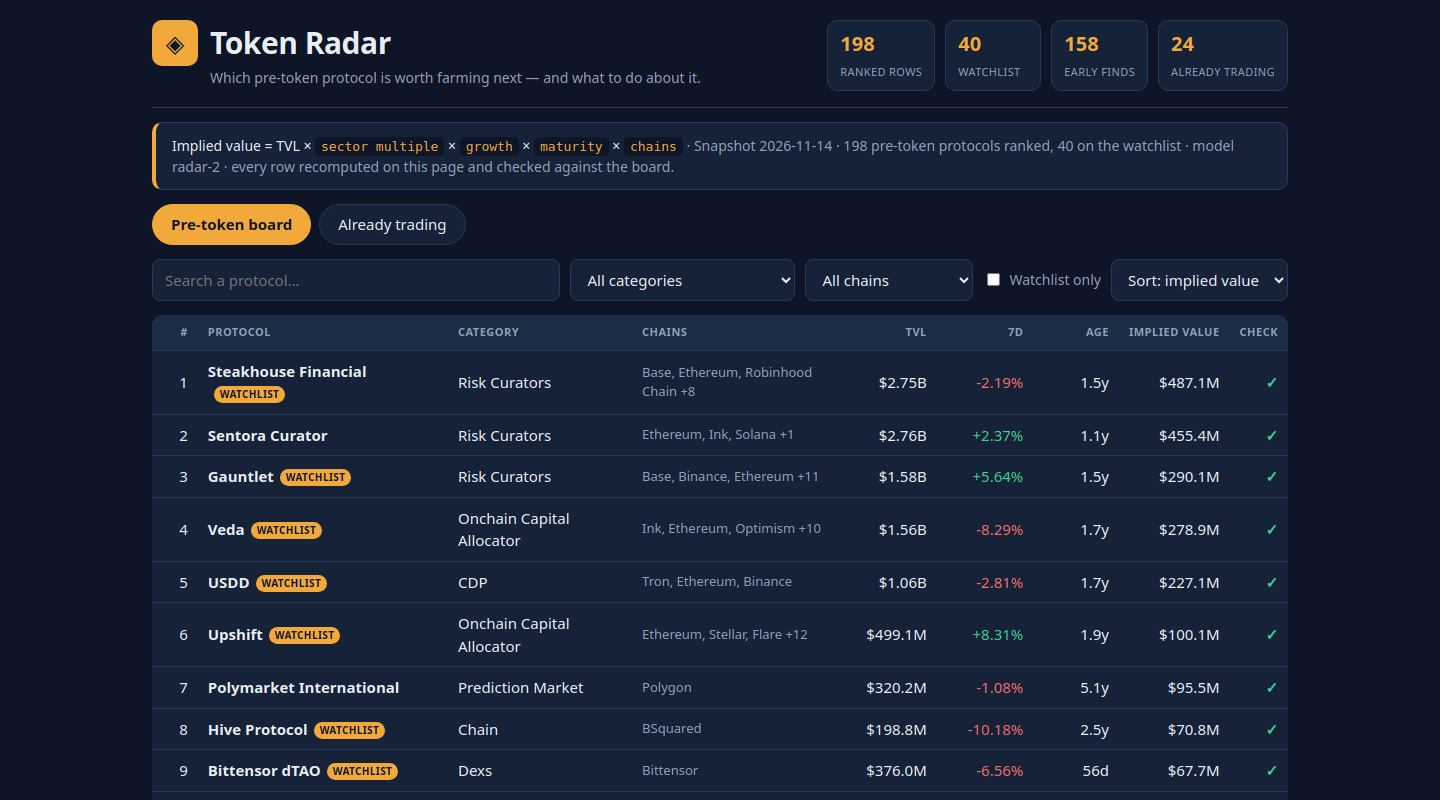 ◈ Token Radar
Which pre-token protocol is worth farming next — and what to do about it.
198 40 158 24
RANKED ROWS WATCHLIST EARLY FINDS ALREADY TRADING
Implied value = TVL × sector multiple × growth × maturity × chains · Snapshot 2026-11-14 · 198 pre-token protocols ranked, 40 on the watchlist · model
radar-2 · every row recomputed on this page and checked against the board.
Pre-token board Already trading
Search a protocol... All categories All chains Watchlist only Sort: implied value
# PROTOCOL CATEGORY CHAINS TVL 7D AGE IMPLIED VALUE CHECK
1 Steakhouse Financial WATCHLIST Risk Curators Base, Ethereum, Robinhood Chain +8 $2.75B -2.19% 1.5y $487.1M ✓
2 Sentora Curator Risk Curators Ethereum, Ink, Solana +1 $2.76B +2.37% 1.1y $455.4M ✓
3 Gauntlet WATCHLIST Risk Curators Base, Binance, Ethereum +11 $1.58B +5.64% 1.5y $290.1M ✓
4 Veda WATCHLIST Onchain Capital Allocator Ink, Ethereum, Optimism +10 $1.56B -8.29% 1.7y $278.9M ✓
5 USDD WATCHLIST CDP Tron, Ethereum, Binance $1.06B -2.81% 1.7y $227.1M ✓
6 Upshift WATCHLIST Onchain Capital Allocator Ethereum, Stellar, Flare +12 $499.1M +8.31% 1.9y $100.1M ✓
7 Polymarket International Prediction Market Polygon $320.2M -1.08% 5.1y $95.5M ✓
8 Hive Protocol WATCHLIST Chain BSquared $198.8M -10.18% 2.5y $70.8M ✓
9 Bittensor dTAO WATCHLIST Dexs Bittensor $376.0M -6.56% 56d $67.7M ✓